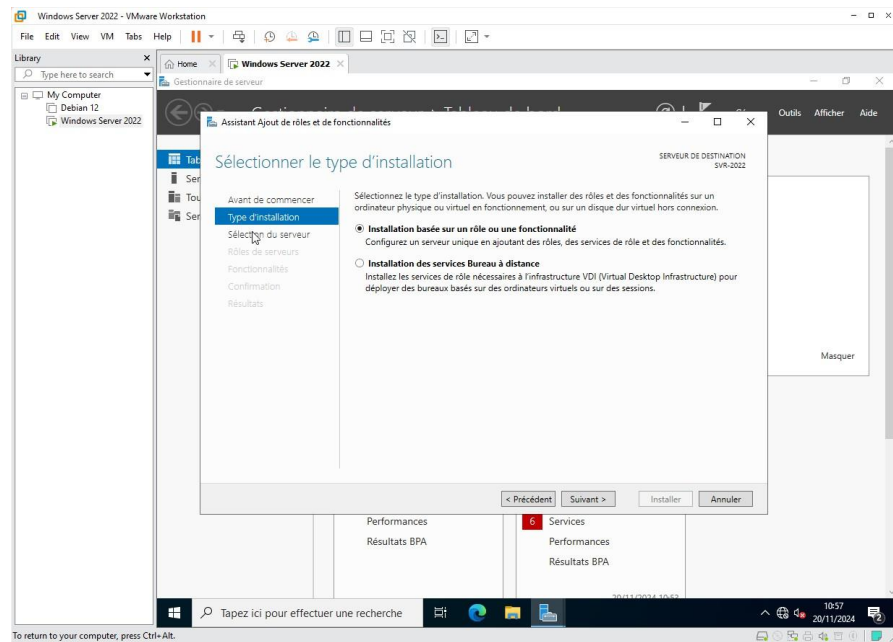 Windows Server 2022 - VMware Workstation
File Edit View VM Tabs Help
Library
Type here to search
My Computer
Debian 12
Windows Server 2022
Home
Windows Server 2022
Gestionnaire de serveur
Outils Afficher Aide
Assistant Ajout de rôles et de fonctionnalités
Sélectionner le type d'installation
SERVEUR DE DESTINATION
SVR-2022
Avant de commencer
Type d'installation
Sélection du serveur
Rôles de serveurs
Fonctionnalités
Confirmation
Résultats
Sélectionnez le type d'installation. Vous pouvez installer des rôles et des fonctionnalités sur un
ordinateur physique ou virtuel en fonctionnement, ou sur un disque dur virtuel hors connexion.
Installation basée sur un rôle ou une fonctionnalité
Configurez un serveur unique en ajoutant des rôles, des services de rôle et des fonctionnalités.
Installation des services Bureau à distance
Installez les services de rôle nécessaires à l'infrastructure VDI (Virtual Desktop Infrastructure) pour
déployer des bureaux basés sur des ordinateurs virtuels ou sur des sessions.
Masquer
< Précédent Suivant > Installer Annuler
Performances
Résultats BPA
6 Services
Performances
Résultats BPA
20/11/2024 10:53
Tapez ici pour effectuer une recherche
10:57
20/11/2024
2
To return to your computer, press Ctrl+Alt.